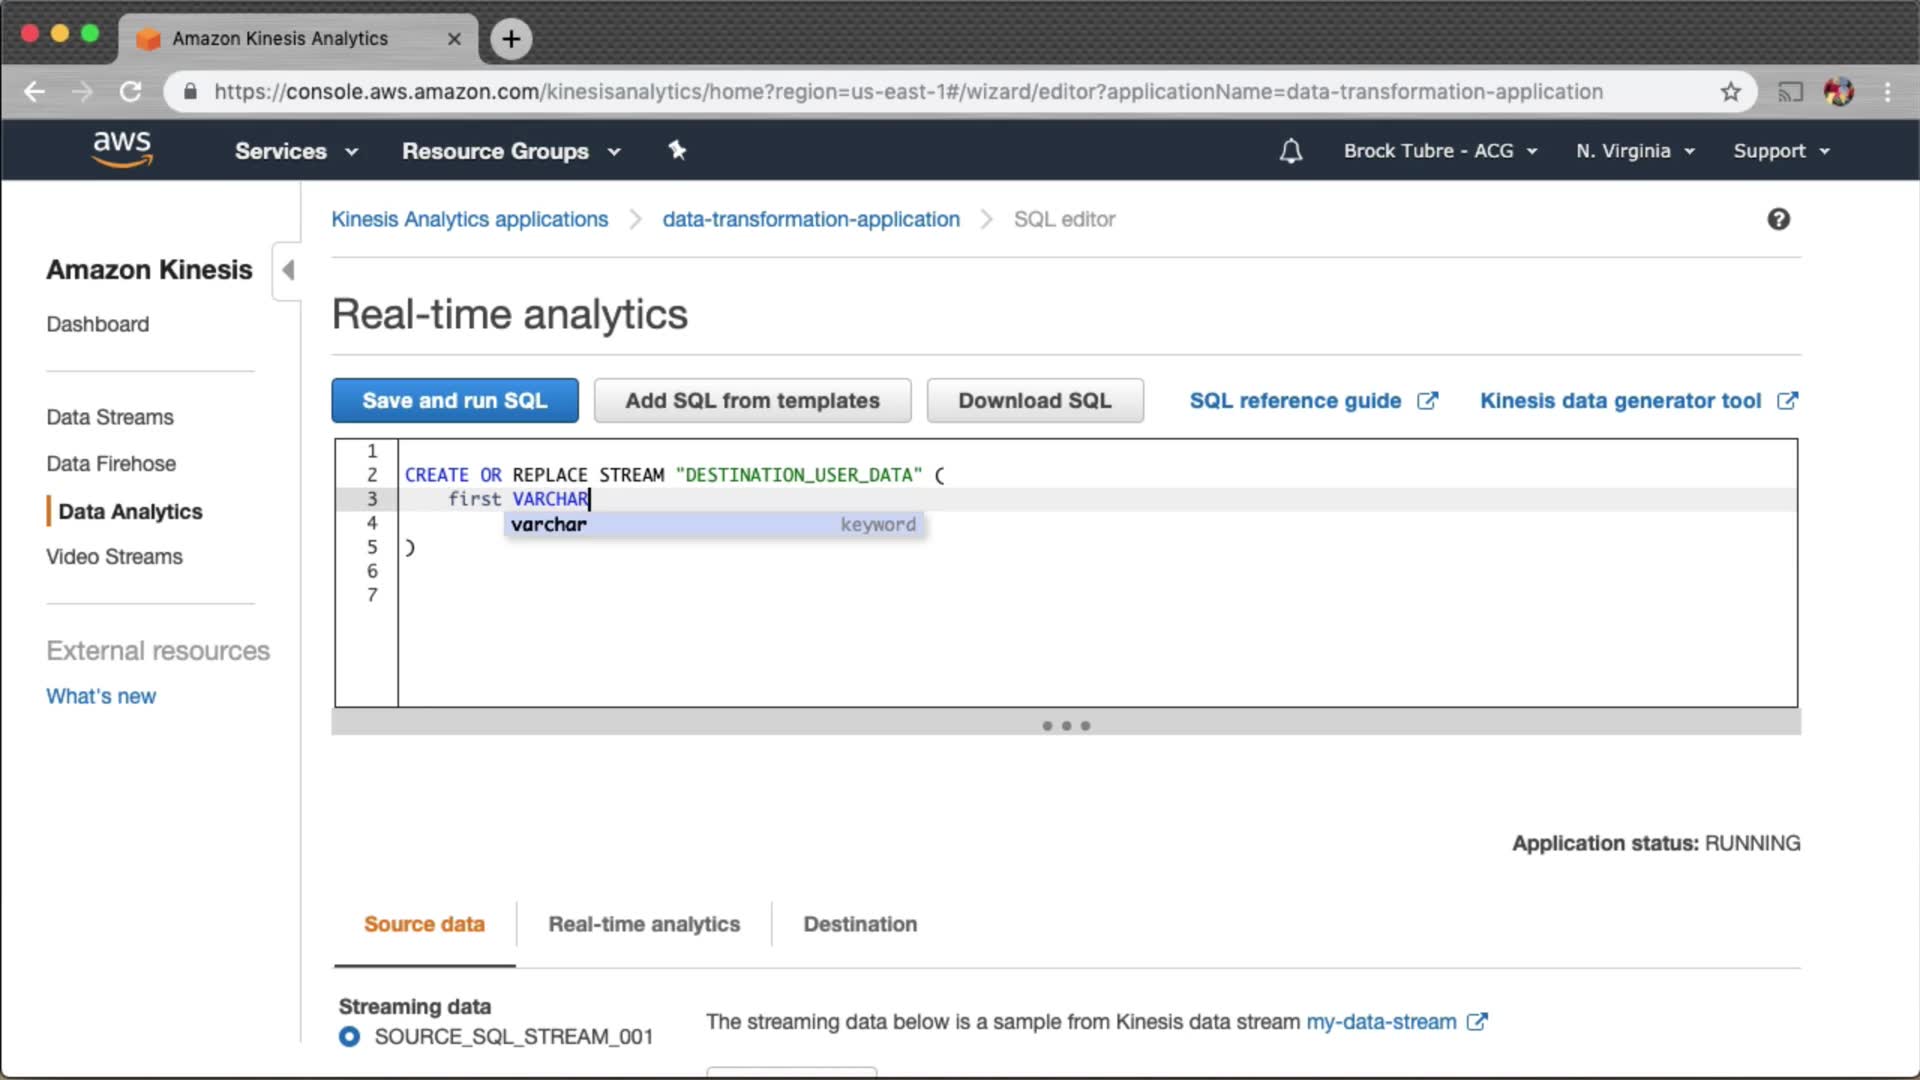 Amazon Kinesis Analytics
https://console.aws.amazon.com/kinesisanalytics/home?region=us-east-1#/wizard/editor?applicationName=data-transformation-application
aws
Services
Resource Groups
Brock Tubre - ACG
N. Virginia
Support
Kinesis Analytics applications
data-transformation-application
SQL editor
Amazon Kinesis
Dashboard
Data Streams
Data Firehose
Data Analytics
Video Streams
External resources
What's new
Real-time analytics
Save and run SQL
Add SQL from templates
Download SQL
SQL reference guide
Kinesis data generator tool
1
2 CREATE OR REPLACE STREAM "DESTINATION_USER_DATA" (
3 first VARCHAR
varchar keyword
4
5 )
6
7
Application status: RUNNING
Source data
Real-time analytics
Destination
Streaming data
SOURCE_SQL_STREAM_001
The streaming data below is a sample from Kinesis data stream my-data-stream